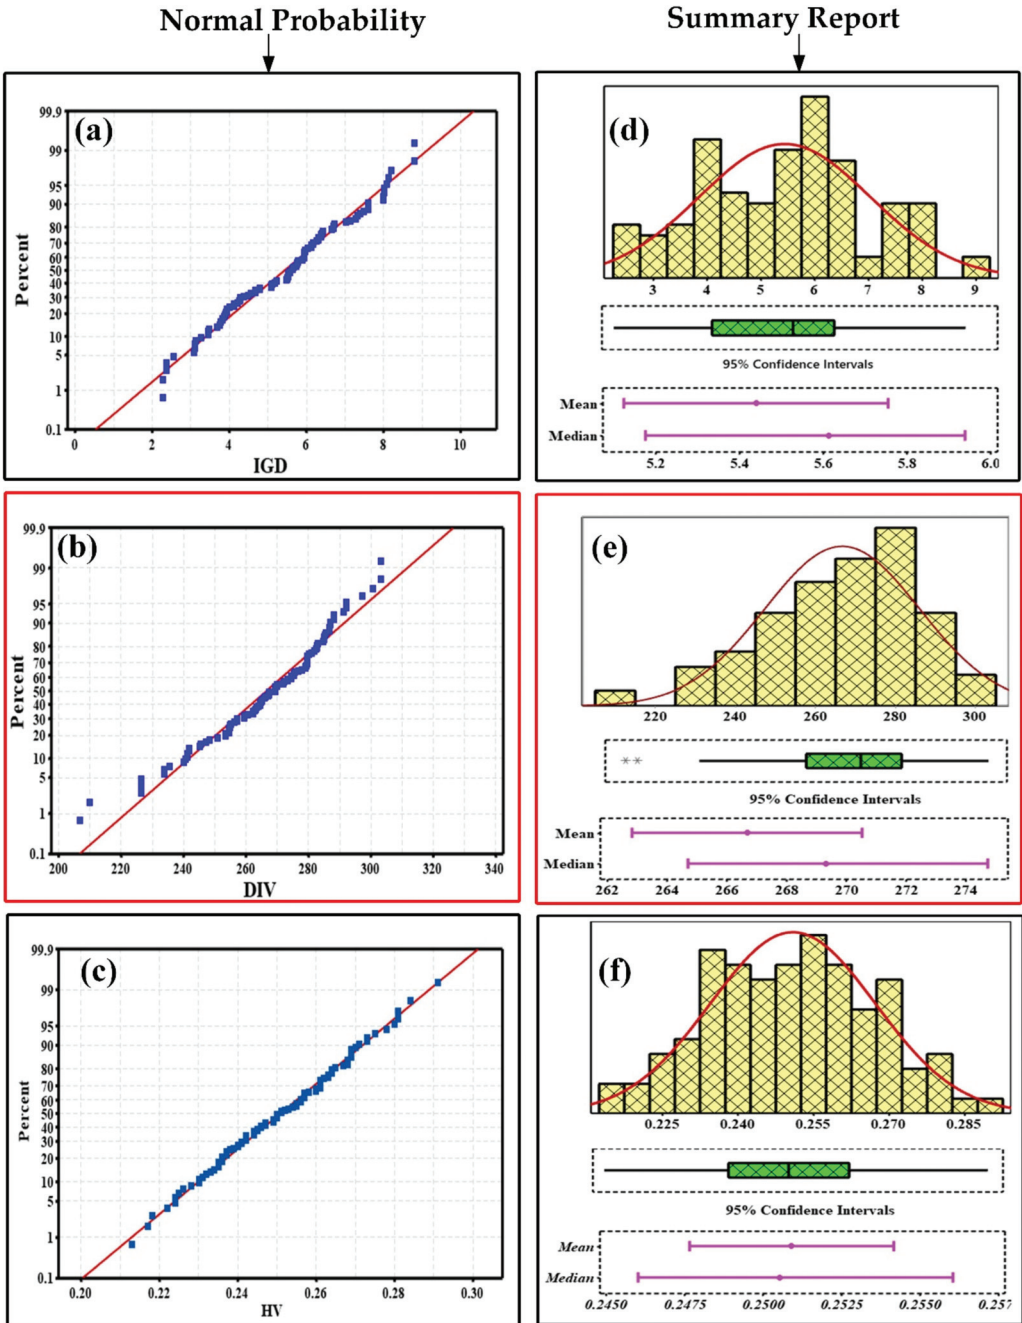 Normal Probability
Summary Report
(a)
Percent
99.9
99
95
90
80
70
60
50
40
30
20
10
5
1
0.1
0 2 4 6 8 10
IGD
(d)
3 4 5 6 7 8 9
95% Confidence Intervals
Mean
Median
5.2 5.4 5.6 5.8 6.0
(b)
Percent
99.9
99
95
90
80
70
60
50
40
30
20
10
5
1
0.1
200 220 240 260 280 300 320 340
DIV
(e)
220 240 260 280 300
**
95% Confidence Intervals
Mean
Median
262 264 266 268 270 272 274
(c)
Percent
99.9
99
95
90
80
70
60
50
40
30
20
10
5
1
0.1
0.20 0.22 0.24 0.26 0.28 0.30
HV
(f)
0.225 0.240 0.255 0.270 0.285
95% Confidence Intervals
Mean
Median
0.2450 0.2475 0.2500 0.2525 0.2550 0.257